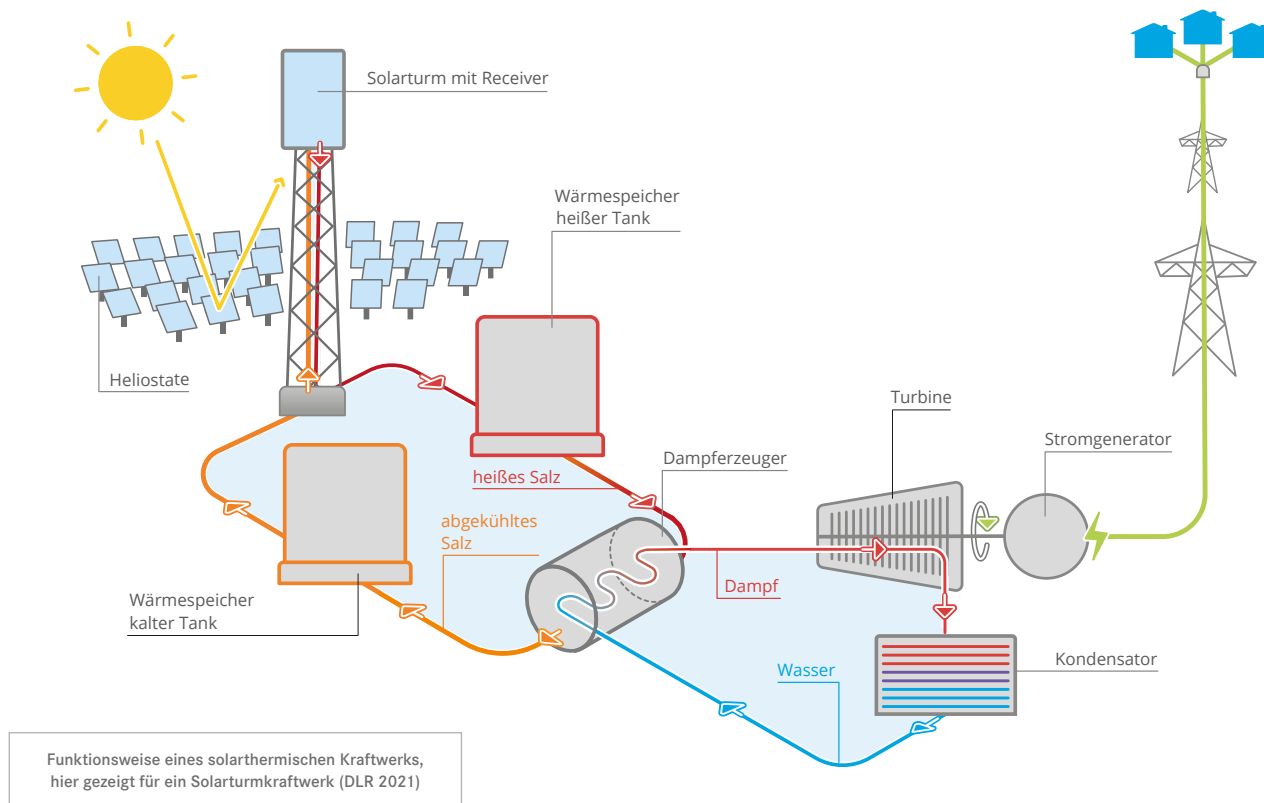 Solarturm mit Receiver
Wärmespeicher
heißer Tank
Heliostate
Turbine
Stromgenerator
Dampferzeuger
heißes Salz
abgekühltes
Salz
Dampf
Wärmespeicher
kalter Tank
Kondensator
Wasser
Funktionsweise eines solarthermischen Kraftwerks,
hier gezeigt für ein Solarturmkraftwerk (DLR 2021)